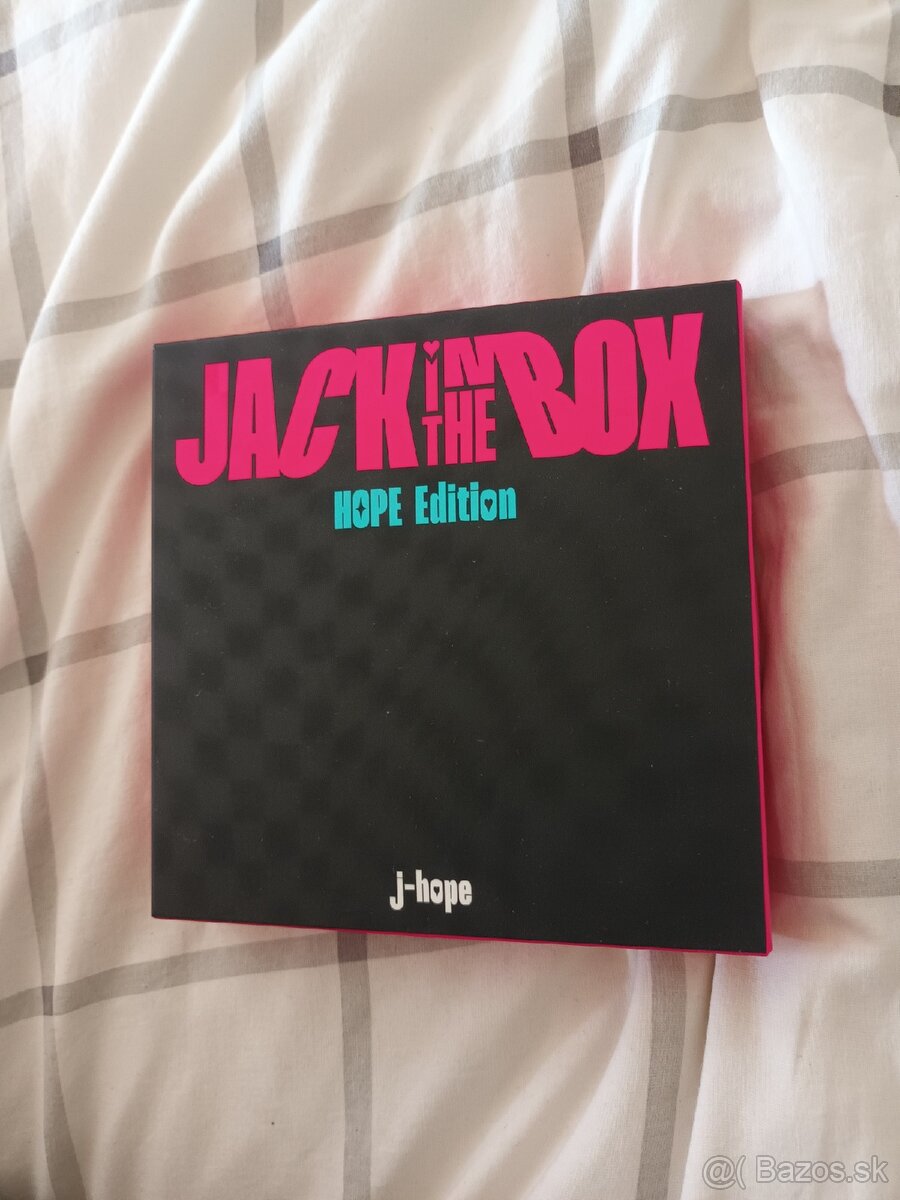 JACK iN THE BOX
HOPE Edition
j-hope
@( Bazos.sk